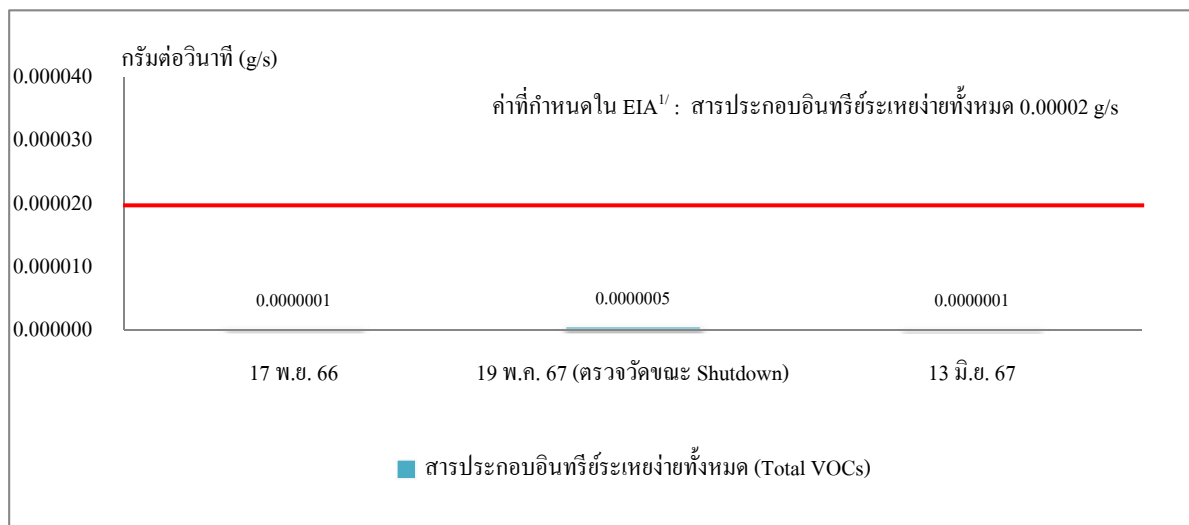 กรัมต่อวินาที (g/s)
0.000040
ค่าที่กำหนดใน EIA1/ : สารประกอบอินทรีย์ระเหยง่ายทั้งหมด 0.00002 g/s
0.000030
0.000020
0.000010
0.000000
0.0000001
0.0000005
0.0000001
17 พ.ย. 66
19 พ.ค. 67 (ตรวจวัดขณะ Shutdown)
13 มิ.ย. 67
สารประกอบอินทรีย์ระเหยง่ายทั้งหมด (Total VOCs)